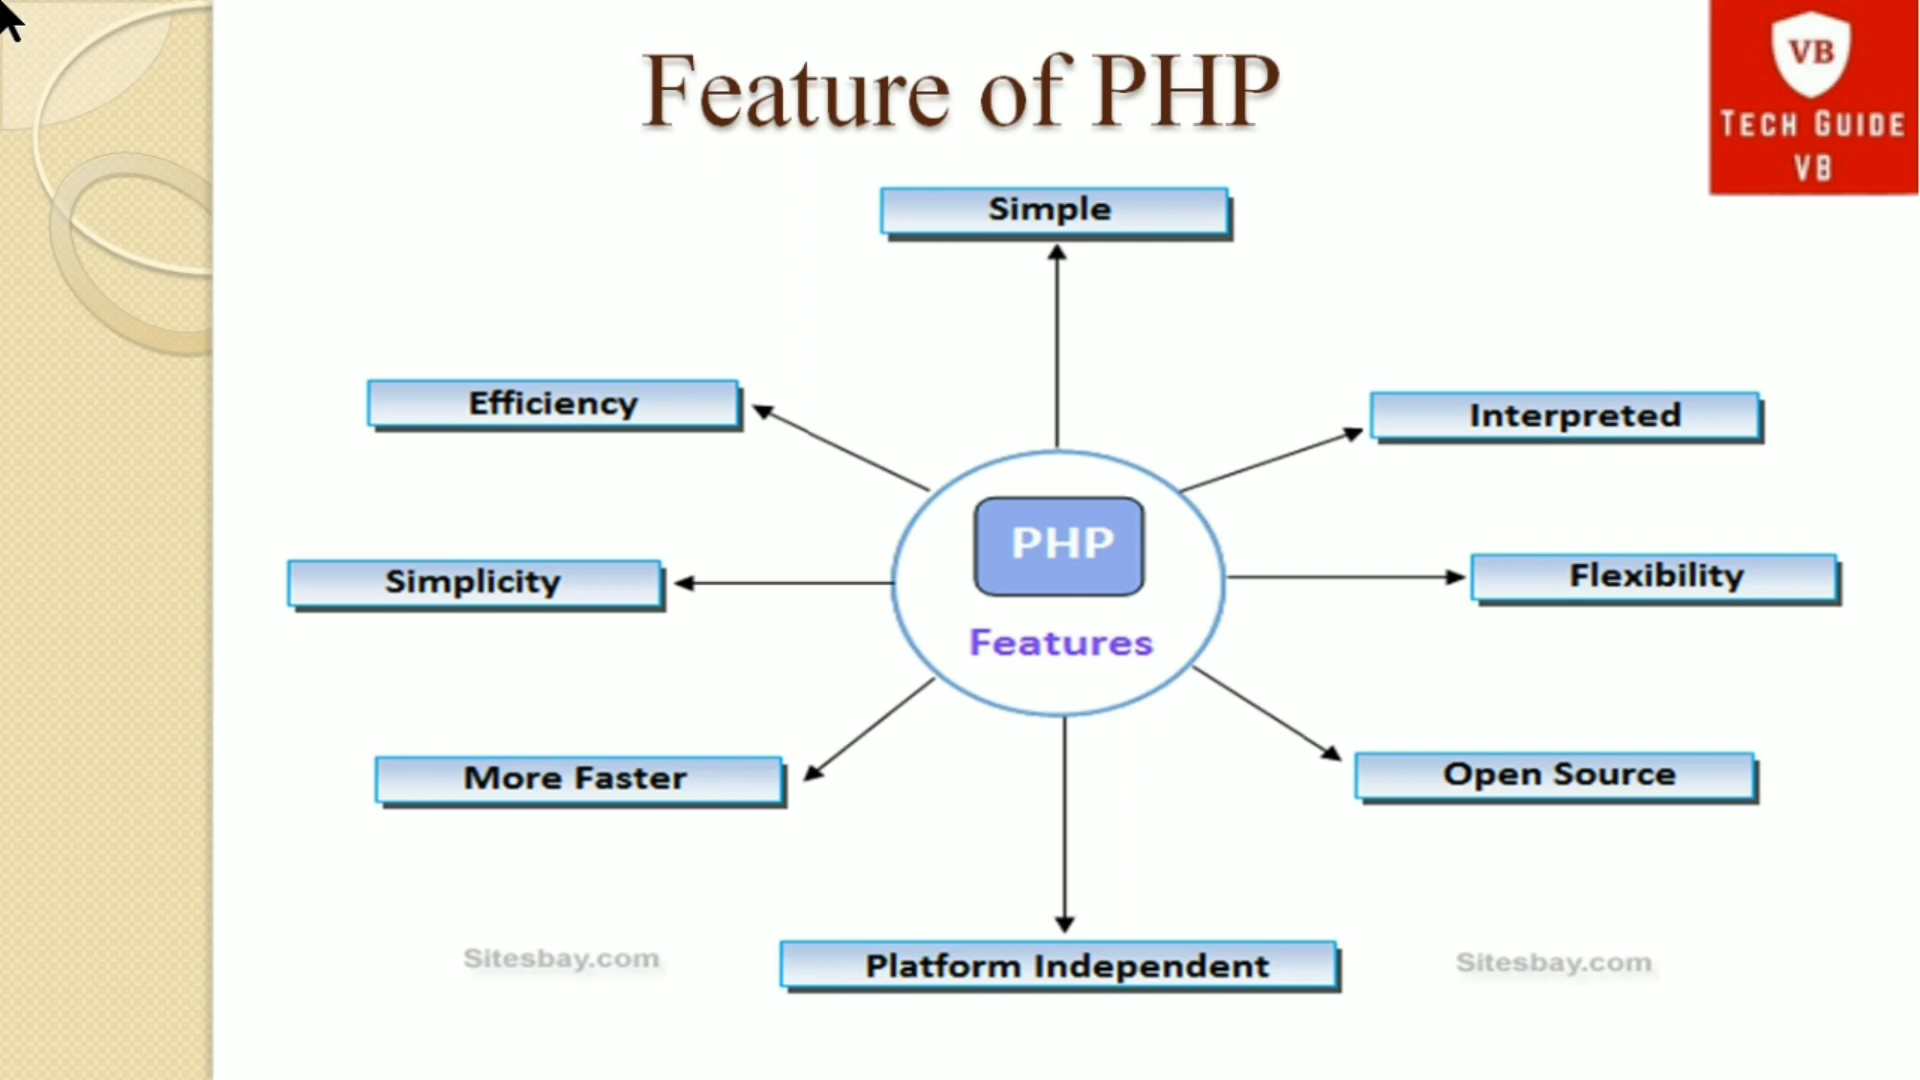 Feature of PHP
VB
TECH GUIDE
VB
Simple
Efficiency
Interpreted
PHP
Features
Simplicity
Flexibility
More Faster
Open Source
Platform Independent
Sitesbay.com
Sitesbay.com